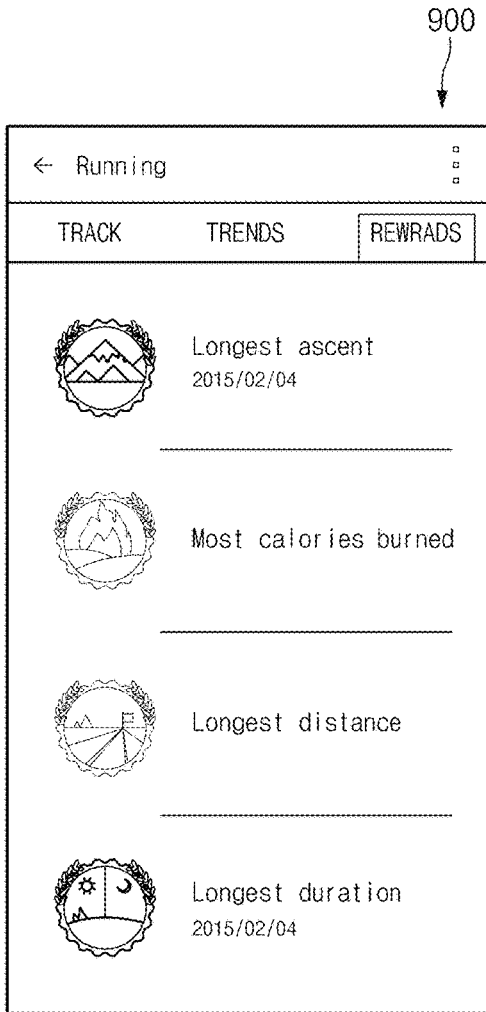 900
← Running
TRACK TRENDS REWRADS
Longest ascent
2015/02/04
Most calories burned
Longest distance
Longest duration
2015/02/04